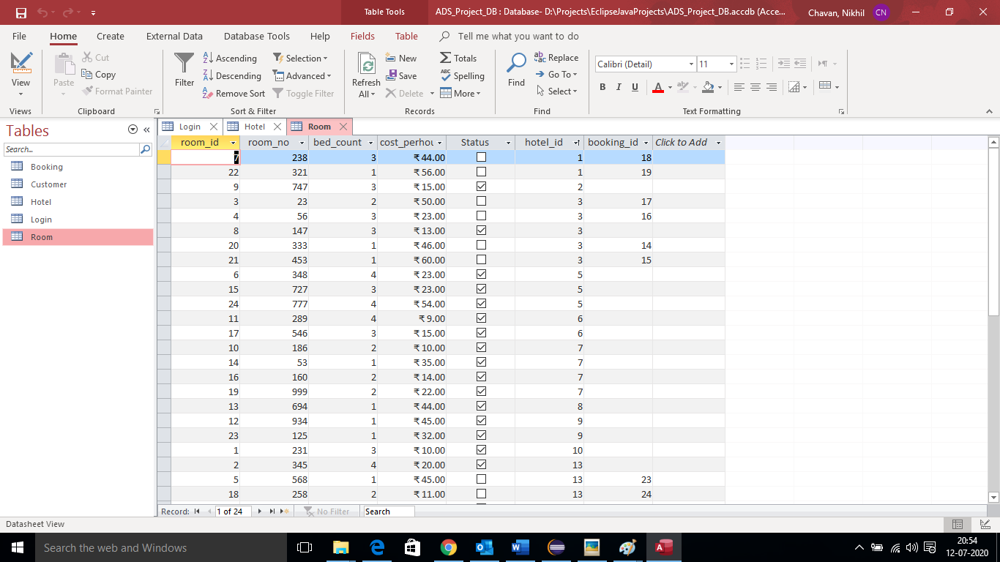 Table Tools
ADS_Project_DB : Database- D:\Projects\EclipseJavaProjects\ADS_Project_DB.accdb (Acce...
Chavan, Nikhil
CN
File Home Create External Data Database Tools Help Fields Table Tell me what you want to do
View
Views
Paste
Cut
Copy
Format Painter
Clipboard
Filter
Ascending
Descending
Remove Sort
Selection
Advanced
Toggle Filter
Sort & Filter
Refresh
All
New
Save
Delete
Totals
Spelling
More
Records
Find
Replace
Go To
Select
Find
Calibri (Detail) 11
B I U A
Text Formatting
Tables
Search...
Booking
Customer
Hotel
Login
Room
Login Hotel Room
room_id room_no bed_count cost_perhou Status hotel_id booking_id Click to Add
7 238 3 ₹ 44.00 1 18
22 321 1 ₹ 56.00 1 19
9 747 3 ₹ 15.00 2
3 23 2 ₹ 50.00 3 17
4 56 3 ₹ 23.00 3 16
8 147 3 ₹ 13.00 3
20 333 1 ₹ 46.00 3 14
21 453 1 ₹ 60.00 3 15
6 348 4 ₹ 23.00 5
15 727 3 ₹ 23.00 5
24 777 4 ₹ 54.00 5
11 289 4 ₹ 9.00 6
17 546 3 ₹ 15.00 6
10 186 2 ₹ 10.00 7
14 53 1 ₹ 35.00 7
16 160 2 ₹ 14.00 7
19 999 2 ₹ 22.00 7
13 694 1 ₹ 44.00 8
12 934 1 ₹ 45.00 9
23 125 1 ₹ 32.00 9
1 231 3 ₹ 10.00 10
2 345 4 ₹ 20.00 13
5 568 1 ₹ 45.00 13 23
18 258 2 ₹ 11.00 13 24
Record: 1 of 24 No Filter Search
Datasheet View
Search the web and Windows
20:54
12-07-2020